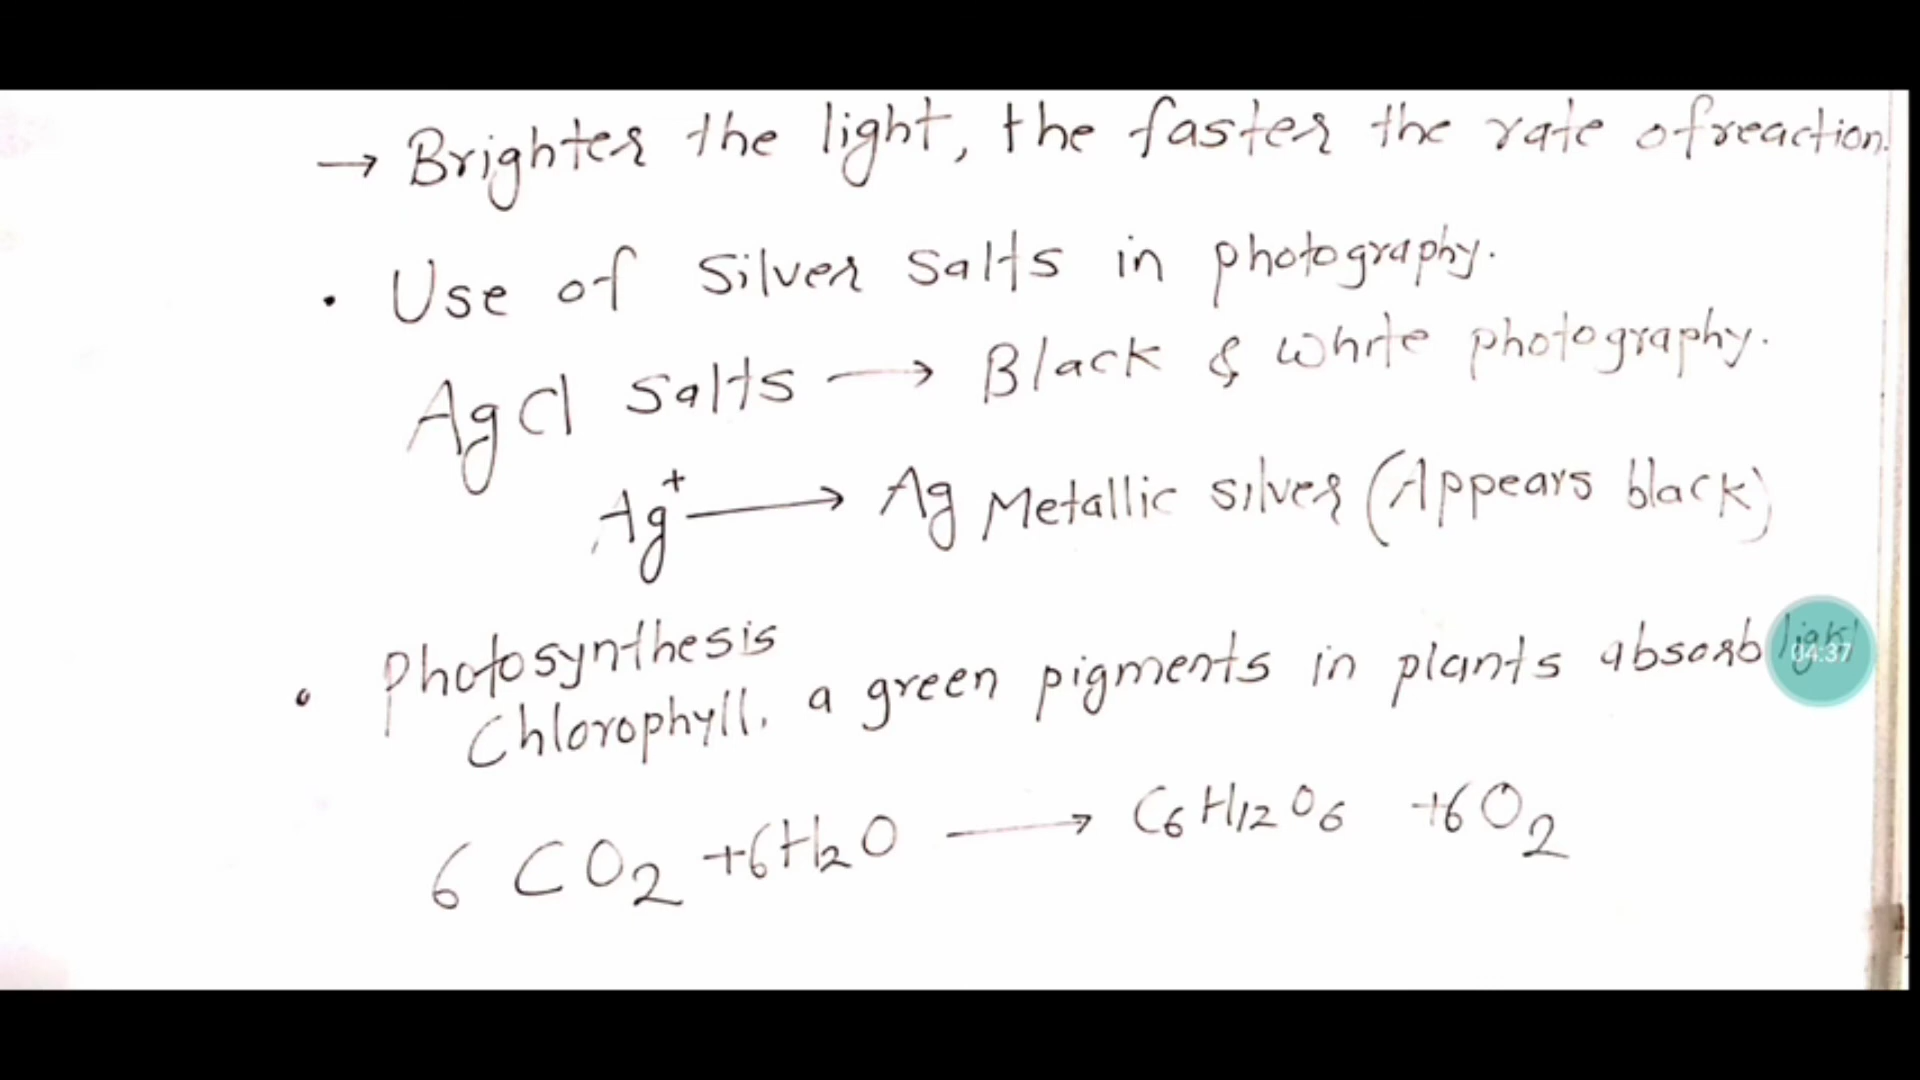 → Brighter the light, the faster the rate of reaction.
• Use of silver salts in photography.
AgCl salts → Black & white photography.
Ag⁺ → Ag Metallic silver (Appears black)
• Photosynthesis
Chlorophyll, a green pigments in plants absorb light
04:37
6 CO₂ + 6H₂O → C₆H₁₂O₆ + 6O₂